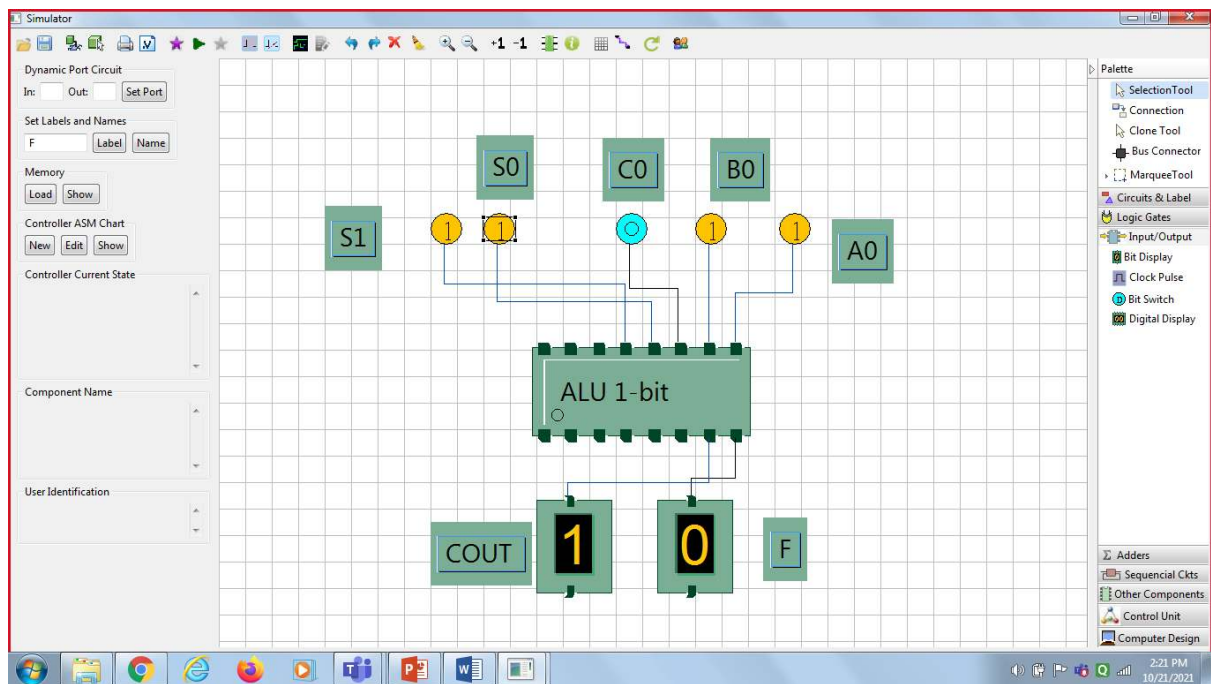 Simulator
+1 -1
Dynamic Port Circuit
In:
Out:
Set Port
Set Labels and Names
F
Label
Name
Memory
Load
Show
Controller ASM Chart
New
Edit
Show
Controller Current State
Component Name
User Identification
S0
C0
B0
S1
1
1
1
1
A0
ALU 1-bit
COUT
1
0
F
Palette
SelectionTool
Connection
Clone Tool
Bus Connector
MarqueeTool
Circuits & Label
Logic Gates
Input/Output
Bit Display
Clock Pulse
Bit Switch
Digital Display
Σ Adders
Sequencial Ckts
Other Components
Control Unit
Computer Design
2:21 PM
10/21/2021